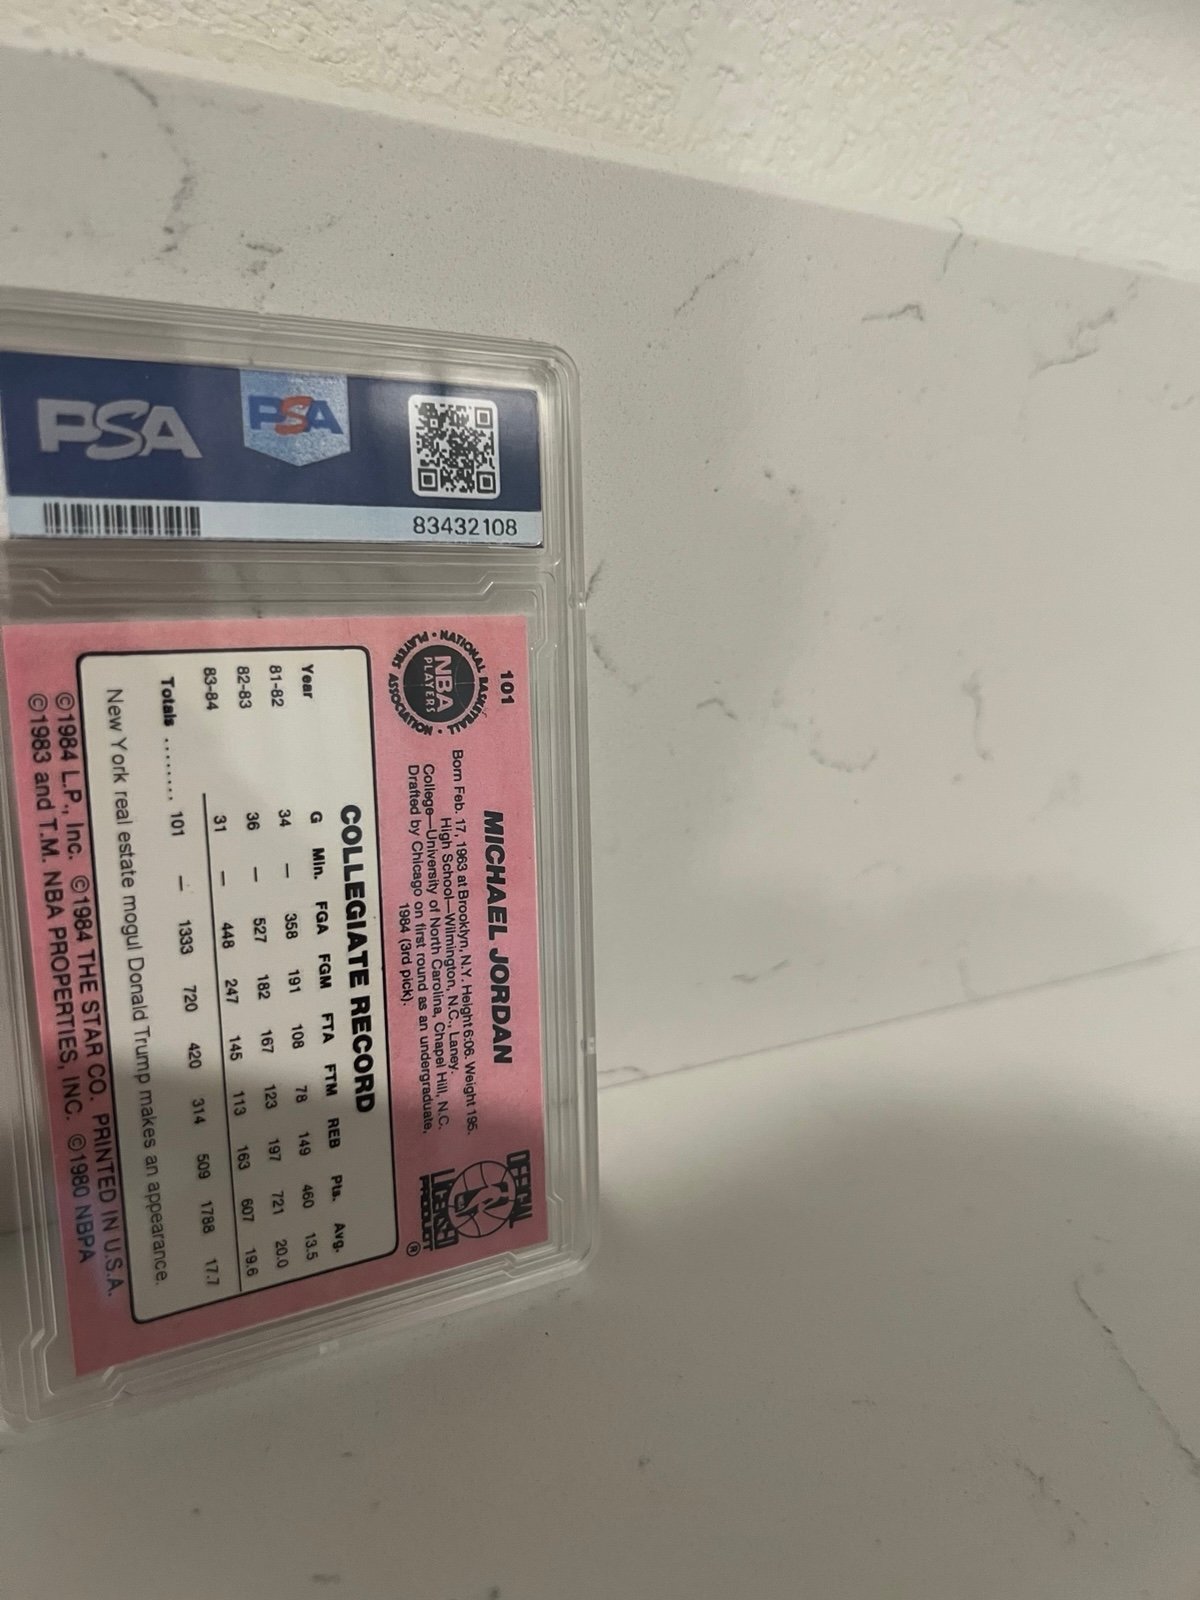 PSA
PSA
83432108
101
MICHAEL JORDAN
NATIONAL BASKETBALL PLAYERS ASSOCIATION
NBA
PLAYERS
Born Feb. 17, 1963 at Brooklyn, N.Y. Height 6:06. Weight 195.
High School—Wilmington, N.C., Laney.
College—University of North Carolina, Chapel Hill, N.C.
Drafted by Chicago on first round as an undergraduate,
1984 (3rd pick).
OFFICIAL
LICENSED
PRODUCT
®
COLLEGIATE RECORD
Year G Min. FGA FGM FTA FTM REB Pts. Avg.
81-82 34 — 358 191 108 78 149 460 13.5
82-83 36 — 527 182 167 123 197 721 20.0
83-84 31 — 448 247 145 113 163 607 19.6
Totals ........ 101 — 1333 720 420 314 509 1788 17.7
New York real estate mogul Donald Trump makes an appearance.
©1984 L.P., Inc. ©1984 THE STAR CO. PRINTED IN U.S.A.
©1983 and T.M. NBA PROPERTIES, INC. ©1980 NBPA